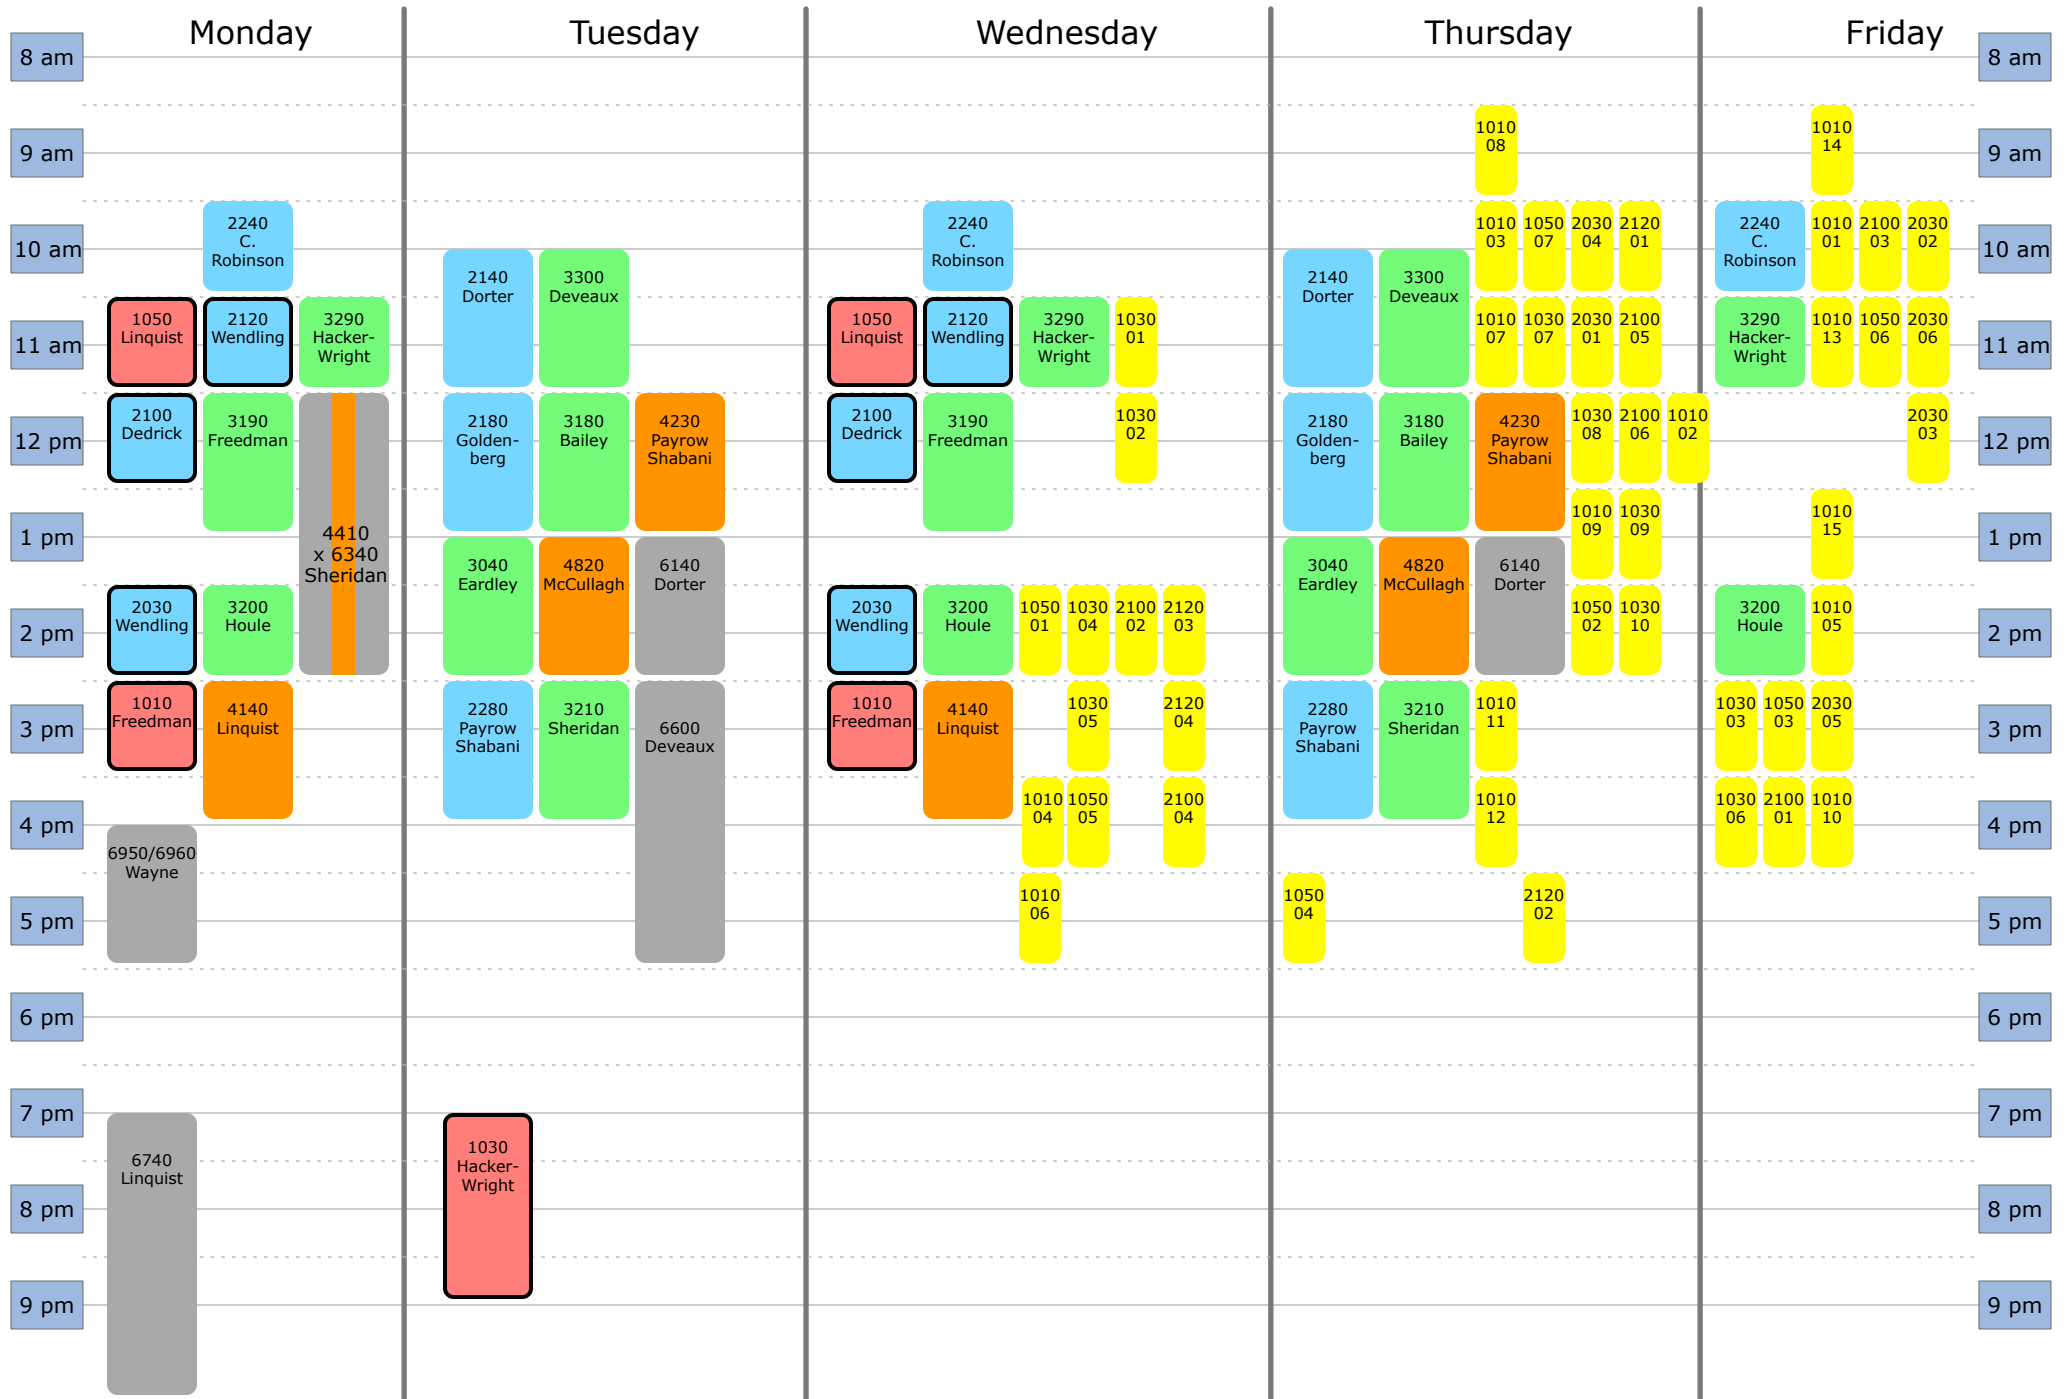 Monday
Tuesday
Wednesday
Thursday
Friday
8 am
8 am
1010
08
1010
14
9 am
9 am
2240
C.
Robinson
2240
C.
Robinson
1010
03
1050
07
2030
04
2120
01
2240
C.
Robinson
1010
01
2100
03
2030
02
10 am
10 am
2140
Dorter
3300
Deveaux
2140
Dorter
3300
Deveaux
1050
Linquist
2120
Wendling
3290
Hacker-
Wright
1050
Linquist
2120
Wendling
3290
Hacker-
Wright
1030
01
1010
07
1030
07
2030
01
2100
05
3290
Hacker-
Wright
1010
13
1050
06
2030
06
11 am
11 am
2100
Dedrick
3190
Freedman
2180
Golden-
berg
3180
Bailey
4230
Payrow
Shabani
2100
Dedrick
3190
Freedman
1030
02
2180
Golden-
berg
3180
Bailey
4230
Payrow
Shabani
1030
08
2100
06
1010
02
2030
03
12 pm
12 pm
4410
x 6340
Sheridan
1010
09
1030
09
1010
15
1 pm
1 pm
3040
Eardley
4820
McCullagh
6140
Dorter
3040
Eardley
4820
McCullagh
6140
Dorter
2030
Wendling
3200
Houle
2030
Wendling
3200
Houle
1050
01
1030
04
2100
02
2120
03
1050
02
1030
10
3200
Houle
1010
05
2 pm
2 pm
1010
Freedman
4140
Linquist
2280
Payrow
Shabani
3210
Sheridan
6600
Deveaux
1010
Freedman
4140
Linquist
1030
05
2120
04
2280
Payrow
Shabani
3210
Sheridan
1010
11
1030
03
1050
03
2030
05
3 pm
3 pm
1010
04
1050
05
2100
04
1010
12
1030
06
2100
01
1010
10
4 pm
4 pm
6950/6960
Wayne
1010
06
1050
04
2120
02
5 pm
5 pm
6 pm
6 pm
7 pm
7 pm
6740
Linquist
1030
Hacker-
Wright
8 pm
8 pm
9 pm
9 pm